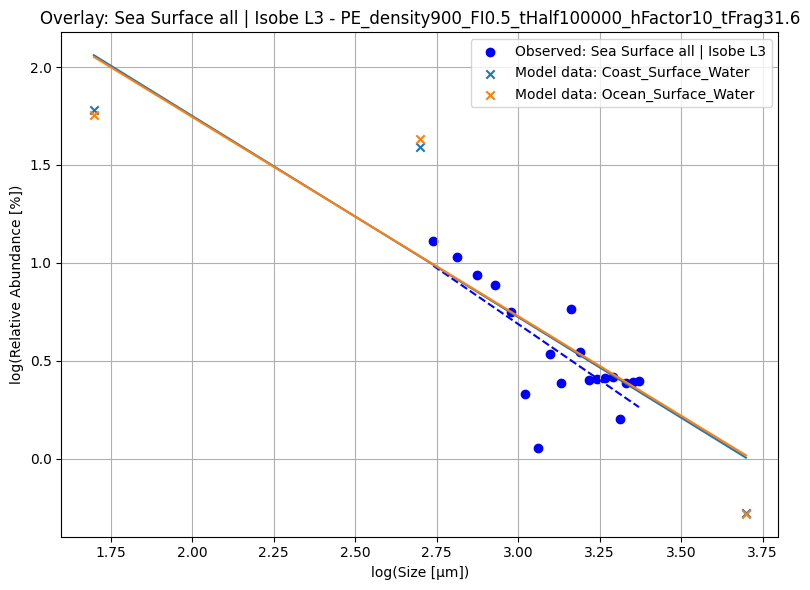 Overlay: Sea Surface all | Isobe L3 - PE_density900_FI0.5_tHalf100000_hFactor10_tFrag31.6
Observed: Sea Surface all | Isobe L3
Model data: Coast_Surface_Water
Model data: Ocean_Surface_Water
log(Relative Abundance [%])
2.0
1.5
1.0
0.5
0.0
1.75 2.00 2.25 2.50 2.75 3.00 3.25 3.50 3.75
log(Size [μm])